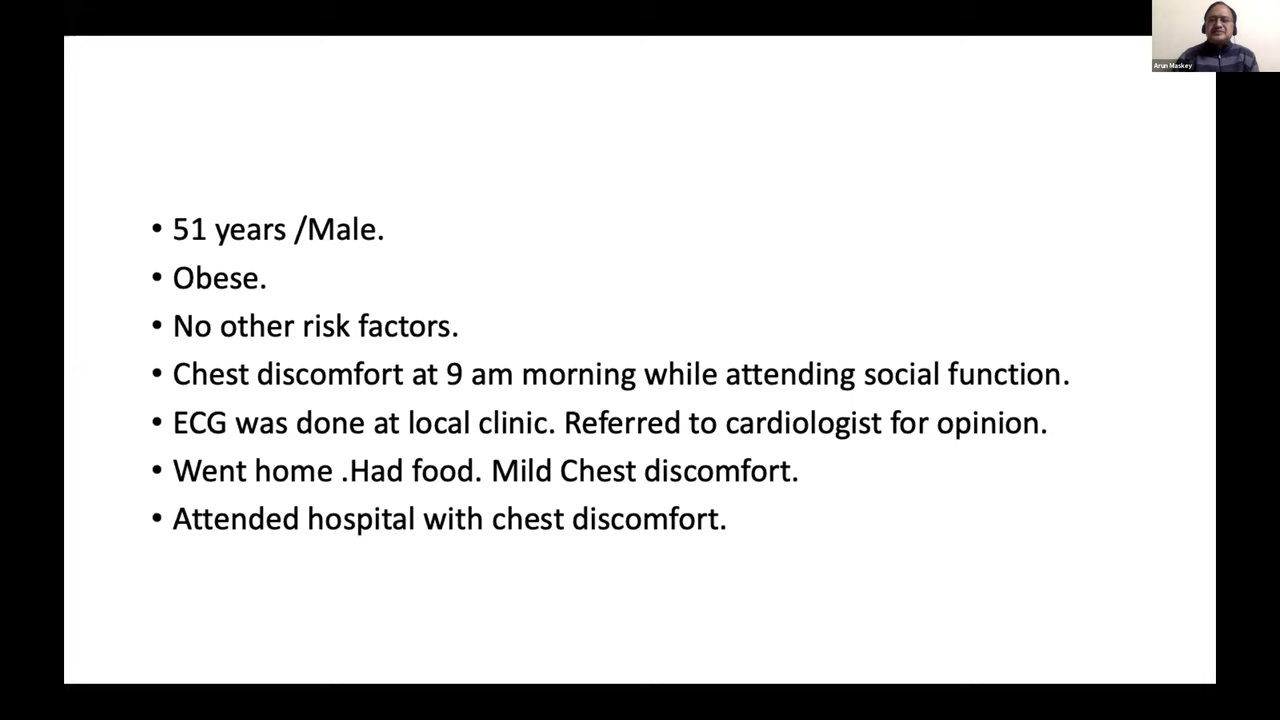 Arun Maskey
• 51 years /Male.
• Obese.
• No other risk factors.
• Chest discomfort at 9 am morning while attending social function.
• ECG was done at local clinic. Referred to cardiologist for opinion.
• Went home .Had food. Mild Chest discomfort.
• Attended hospital with chest discomfort.